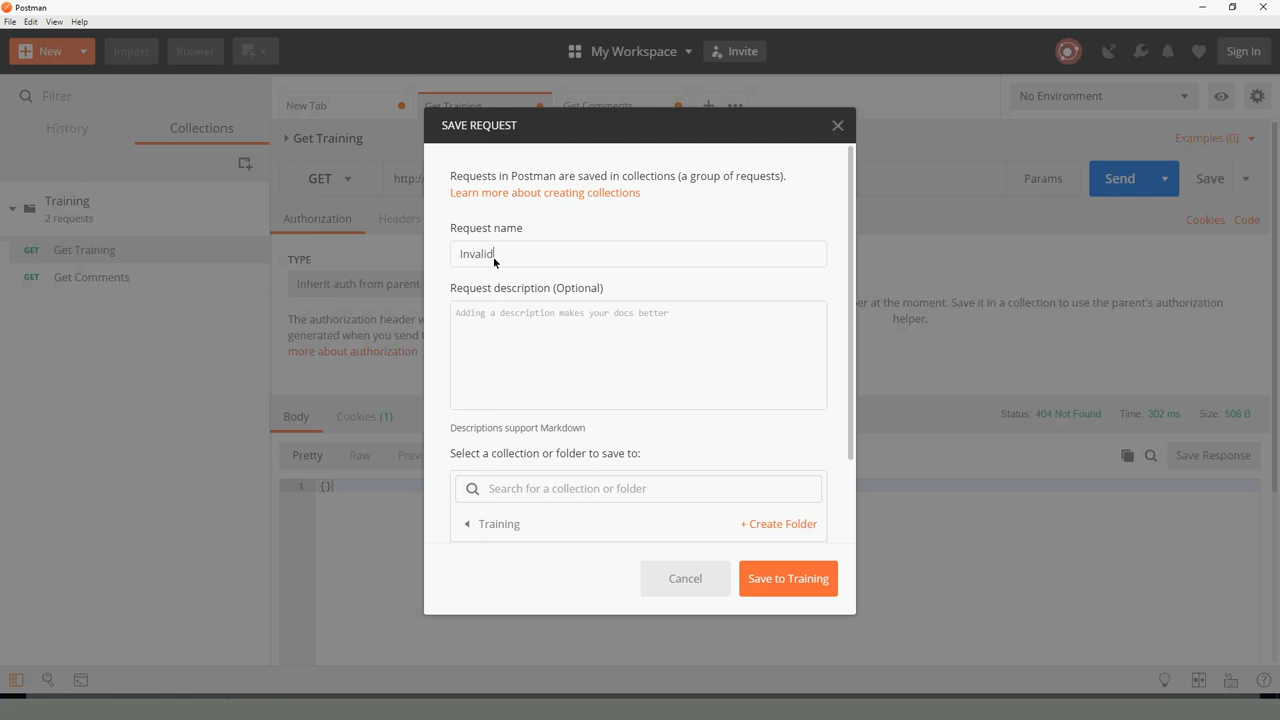 Postman
File Edit View Help
New Import Runner My Workspace Invite Sign In
Filter
History Collections
Training
2 requests
GET Get Training
GET Get Comments
New Tab Get Training Get Comments
No Environment
Get Training
Examples (0)
GET http:/ Params Send Save
Authorization Headers
Cookies Code
TYPE
Inherit auth from parent
The authorization header w
generated when you send t
more about authorization
er at the moment. Save it in a collection to use the parent's authorization
helper.
Body Cookies (1)
Status: 404 Not Found Time: 302 ms Size: 508 B
Pretty Raw Prev
Save Response
1 {}
SAVE REQUEST
Requests in Postman are saved in collections (a group of requests).
Learn more about creating collections
Request name
Invalid
Request description (Optional)
Adding a description makes your docs better
Descriptions support Markdown
Select a collection or folder to save to:
Search for a collection or folder
Training + Create Folder
Cancel Save to Training